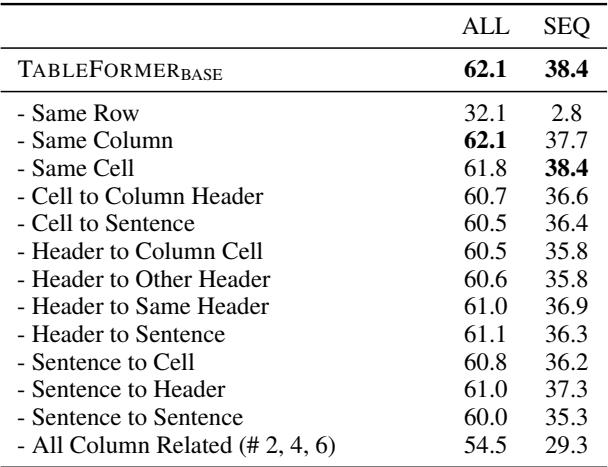 ALL SEQ
TABLEFORMERBASE 62.1 38.4
- Same Row 32.1 2.8
- Same Column 62.1 37.7
- Same Cell 61.8 38.4
- Cell to Column Header 60.7 36.6
- Cell to Sentence 60.5 36.4
- Header to Column Cell 60.5 35.8
- Header to Other Header 60.6 35.8
- Header to Same Header 61.0 36.9
- Header to Sentence 61.1 36.3
- Sentence to Cell 60.8 36.2
- Sentence to Header 61.0 37.3
- Sentence to Sentence 60.0 35.3
- All Column Related (# 2, 4, 6) 54.5 29.3